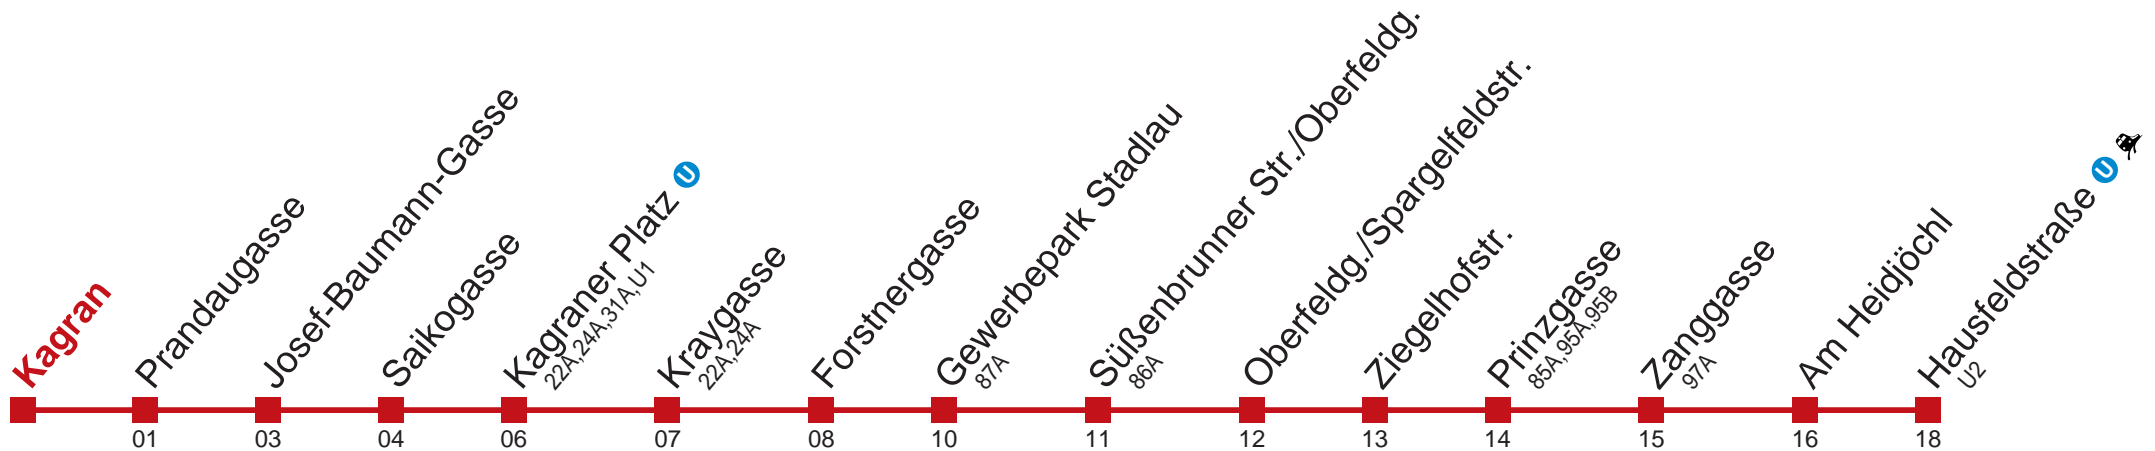 Kagran
Prandaugasse
01
Josef-Baumann-Gasse
03
Saikogasse
04
Kagraner Platz U
22A,24A,31A,U1
06
Kraygasse
22A,24A
07
Forstnergasse
08
Gewerbepark Stadlau
87A
10
Süßenbrunner Str./Oberfeldg.
86A
11
Oberfeldg./Spargelfeldstr.
12
Ziegelhofstr.
13
Prinzgasse
85A,95A,95B
14
Zanggasse
97A
15
Am Heidjöchl
16
Hausfeldstraße U
U2
18